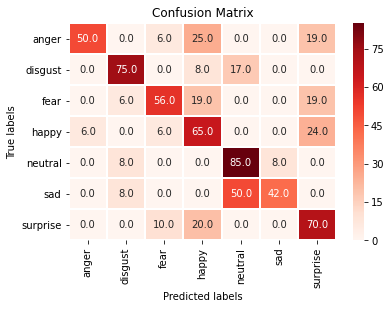 Confusion Matrix
True labels
anger 50.0 0.0 6.0 25.0 0.0 0.0 19.0
disgust 0.0 75.0 0.0 8.0 17.0 0.0 0.0
fear 0.0 6.0 56.0 19.0 0.0 0.0 19.0
happy 6.0 0.0 6.0 65.0 0.0 0.0 24.0
neutral 0.0 8.0 0.0 0.0 85.0 8.0 0.0
sad 0.0 8.0 0.0 0.0 50.0 42.0 0.0
surprise 0.0 0.0 10.0 20.0 0.0 0.0 70.0
anger disgust fear happy neutral sad surprise
Predicted labels
75
60
45
30
15
0